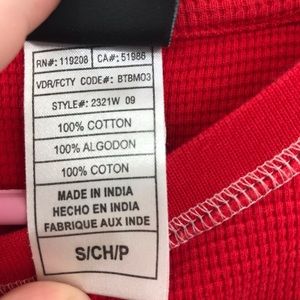 RN#: 119208 CA#: 51986
VDR/FCTY CODE#: BTBM03
STYLE#: 2321W 09
100% COTTON
100% ALGODON
100% COTON
MADE IN INDIA
HECHO EN INDIA
FABRIQUE AUX INDE
S/CH/P